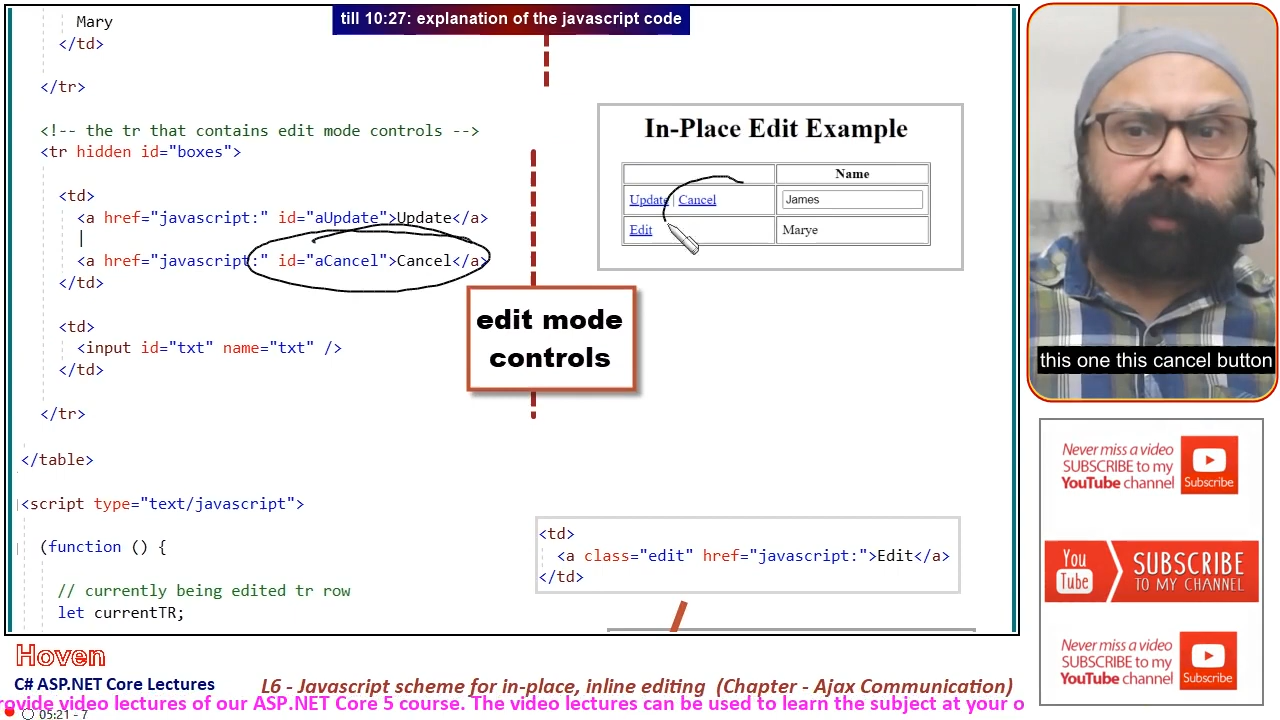 till 10:27: explanation of the javascript code
Mary
</td>
</tr>
<!-- the tr that contains edit mode controls -->
<tr hidden id="boxes">
<td>
<a href="javascript:" id="aUpdate">Update</a>
|
<a href="javascript:" id="aCancel">Cancel</a>
</td>
<td>
<input id="txt" name="txt" />
</td>
</tr>
</table>
<script type="text/javascript">
(function () {
// currently being edited tr row
let currentTR;
In-Place Edit Example
Name
Update | Cancel
James
Edit
Marye
edit mode
controls
<td>
<a class="edit" href="javascript:">Edit</a>
</td>
this one this cancel button
Never miss a video
SUBSCRIBE to my
YouTube channel
Subscribe
You
Tube
SUBSCRIBE
TO MY CHANNEL
Never miss a video
SUBSCRIBE to my
YouTube channel
Subscribe
Hoven
C# ASP.NET Core Lectures
L6 - Javascript scheme for in-place, inline editing (Chapter - Ajax Communication)
rovide video lectures of our ASP.NET Core 5 course. The video lectures can be used to learn the subject at your o
05:21 - 7